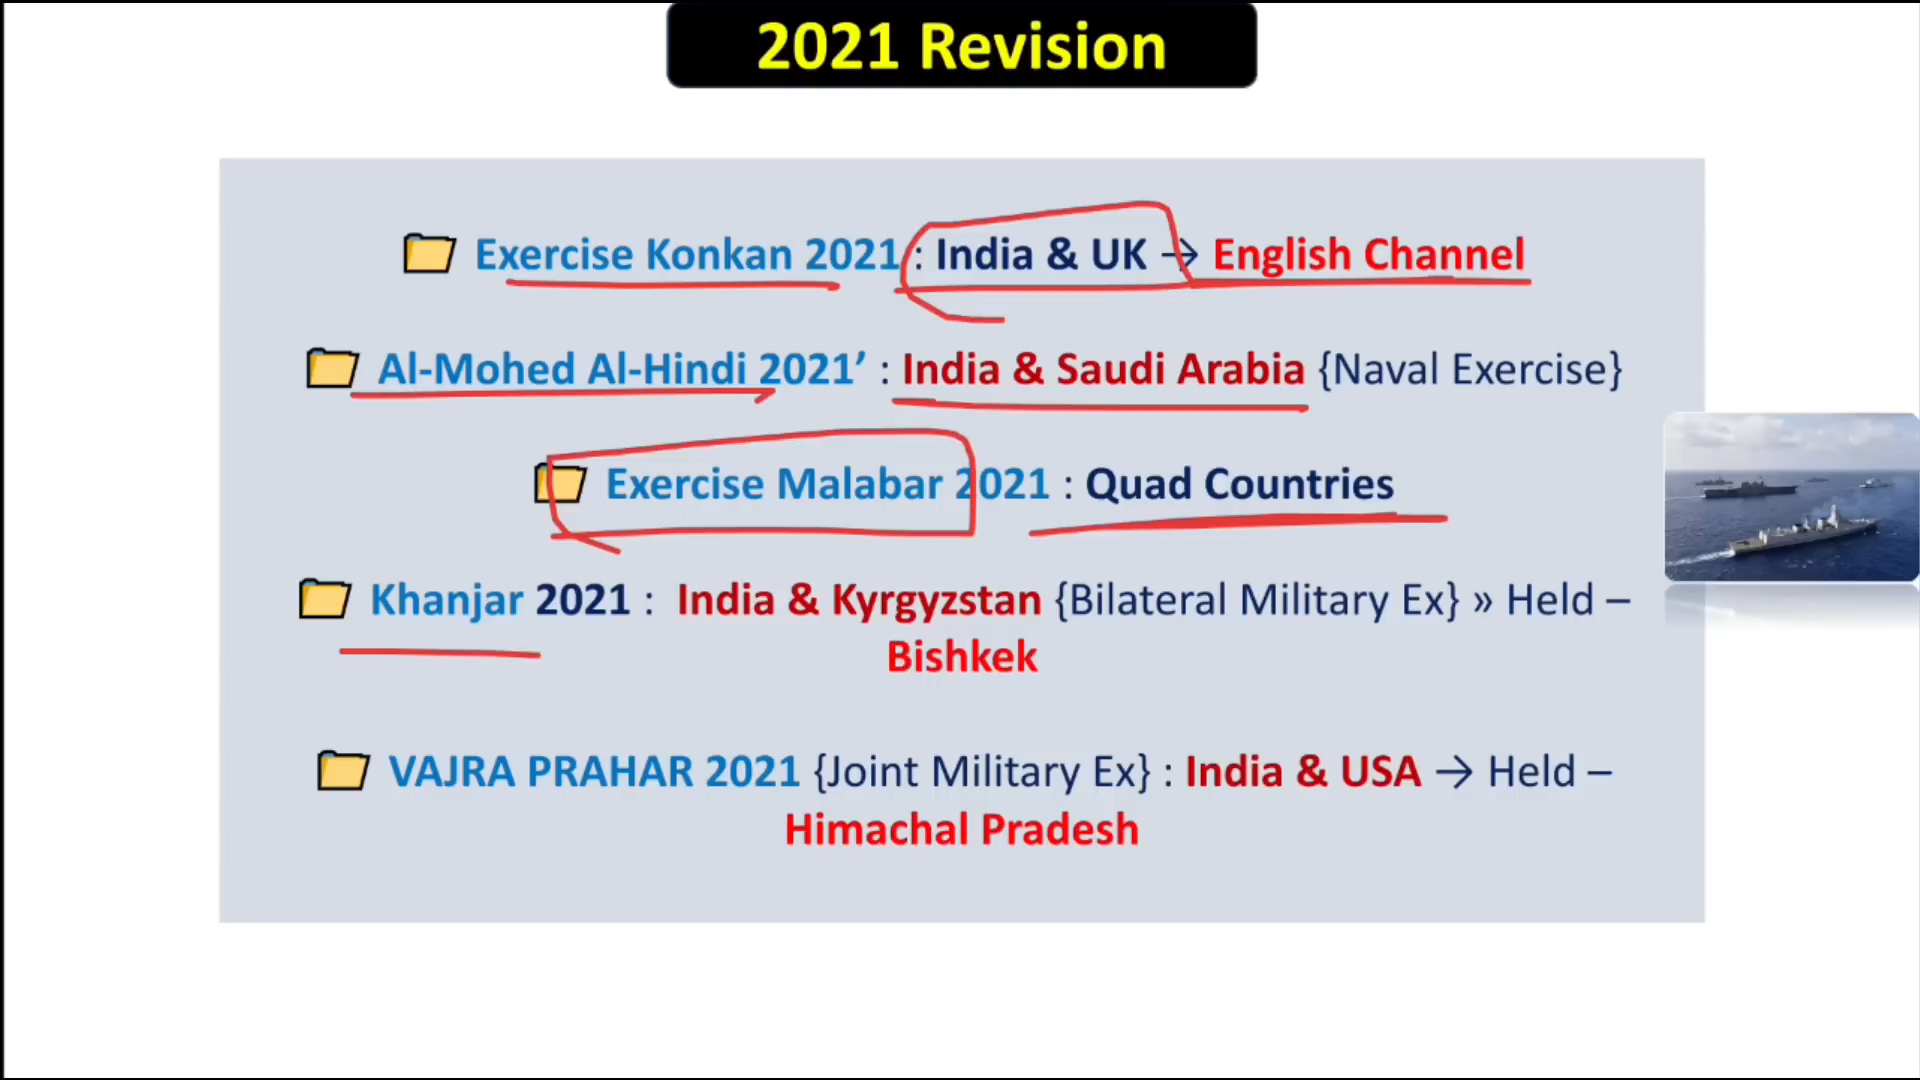 2021 Revision
Exercise Konkan 2021 : India & UK → English Channel
Al-Mohed Al-Hindi 2021’ : India & Saudi Arabia {Naval Exercise}
Exercise Malabar 2021 : Quad Countries
Khanjar 2021 : India & Kyrgyzstan {Bilateral Military Ex} » Held –
Bishkek
VAJRA PRAHAR 2021 {Joint Military Ex} : India & USA → Held –
Himachal Pradesh